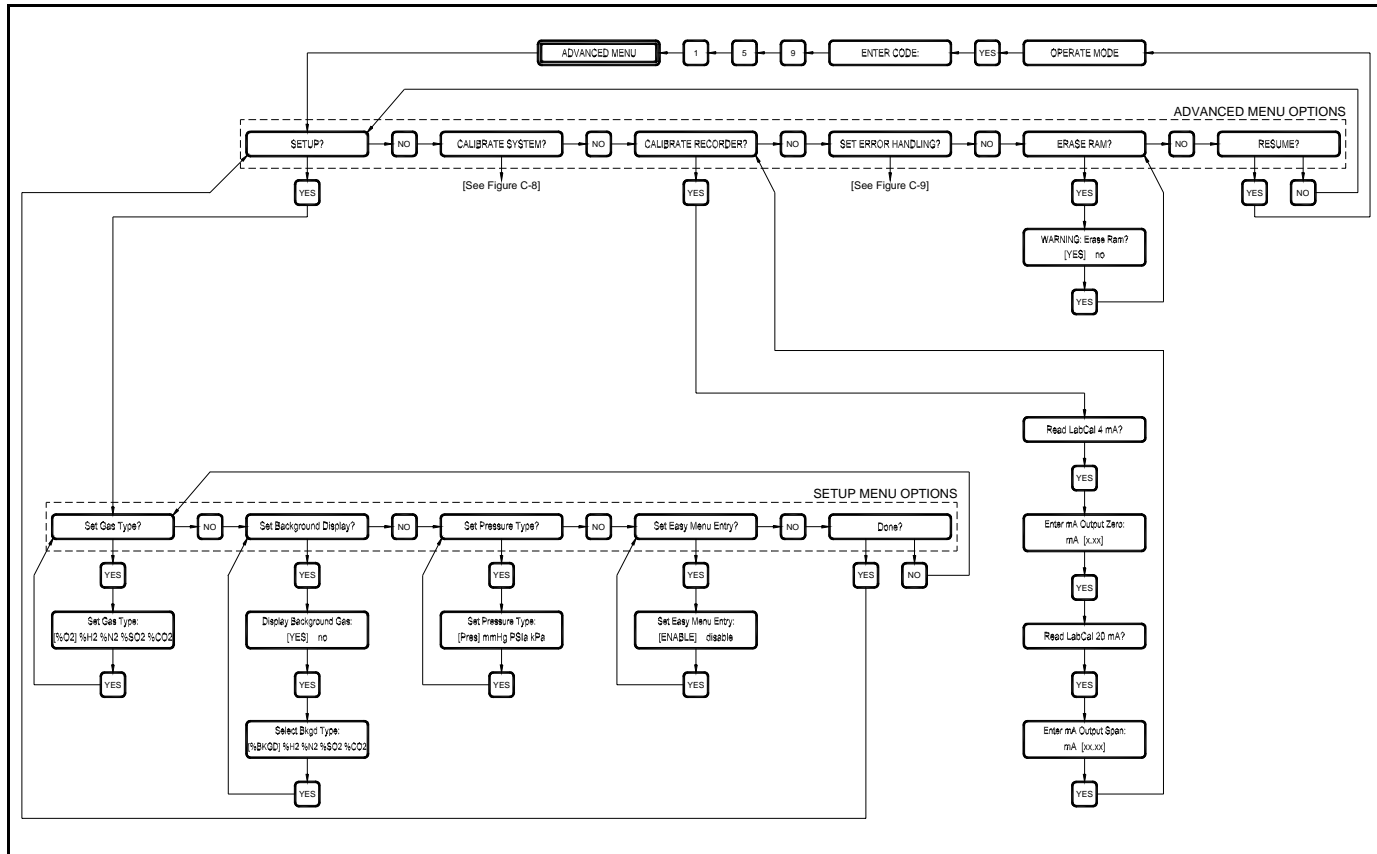 ADVANCED MENU
1
5
9
ENTER CODE:
YES
OPERATE MODE
ADVANCED MENU OPTIONS
SETUP?
NO
CALIBRATE SYSTEM?
NO
CALIBRATE RECORDER?
NO
SET ERROR HANDLING?
NO
ERASE RAM?
NO
RESUME?
YES
[See Figure C-8]
YES
[See Figure C-9]
YES
YES
NO
WARNING: Erase Ram?
[YES] no
YES
Read LabCal 4 mA?
YES
SETUP MENU OPTIONS
Set Gas Type?
NO
Set Background Display?
NO
Set Pressure Type?
NO
Set Easy Menu Entry?
NO
Done?
Enter mA Output Zero:
mA [x.xx]
YES
YES
YES
YES
YES
NO
YES
Set Gas Type:
[%O2] %H2 %N2 %SO2 %CO2
Display Background Gas:
[YES] no
Set Pressure Type:
[Pres] mmHg PSIa kPa
Set Easy Menu Entry:
[ENABLE] disable
Read LabCal 20 mA?
YES
YES
YES
YES
YES
Select Bkgd Type:
[%BKGD] %H2 %N2 %SO2 %CO2
Enter mA Output Span:
mA [xx.xx]
YES
YES